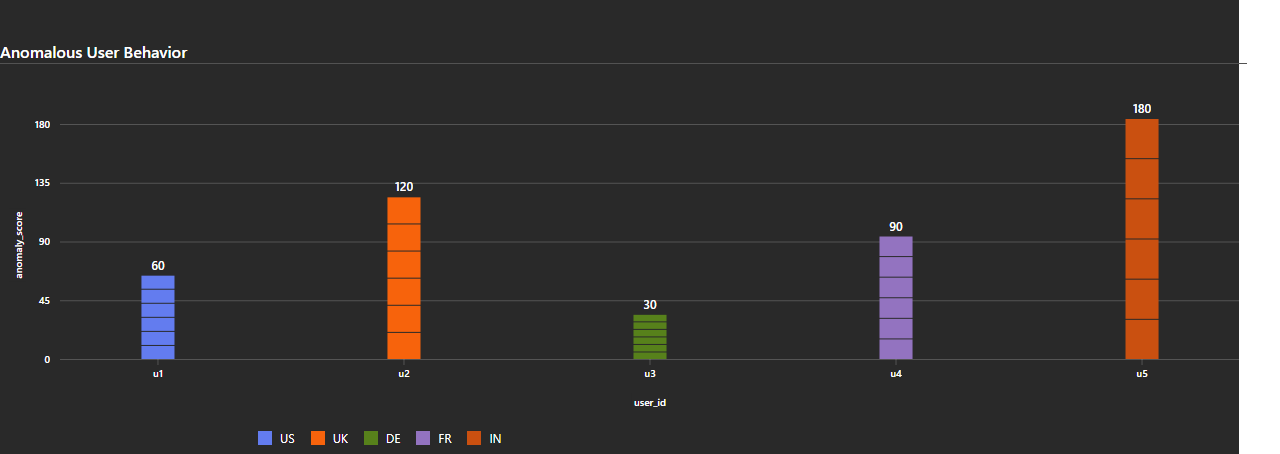 Anomalous User Behavior
180
135
90
45
0
anomaly_score
60
120
30
90
180
u1
u2
u3
u4
u5
user_id
US
UK
DE
FR
IN